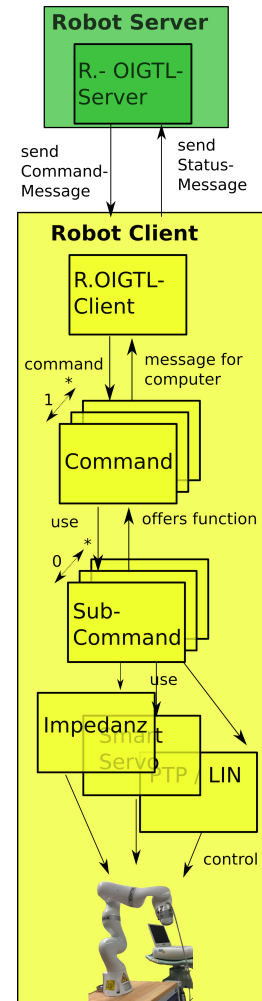 Robot Server
R.- OIGTL-
Server
send
Command-
Message
send
Status-
Message
Robot Client
R.OIGTL-
Client
command
message for
computer
*
1
Command
use
offers function
*
0
Sub-
Command
use
Impedanz
Smart
Servo
PTP / LIN
control